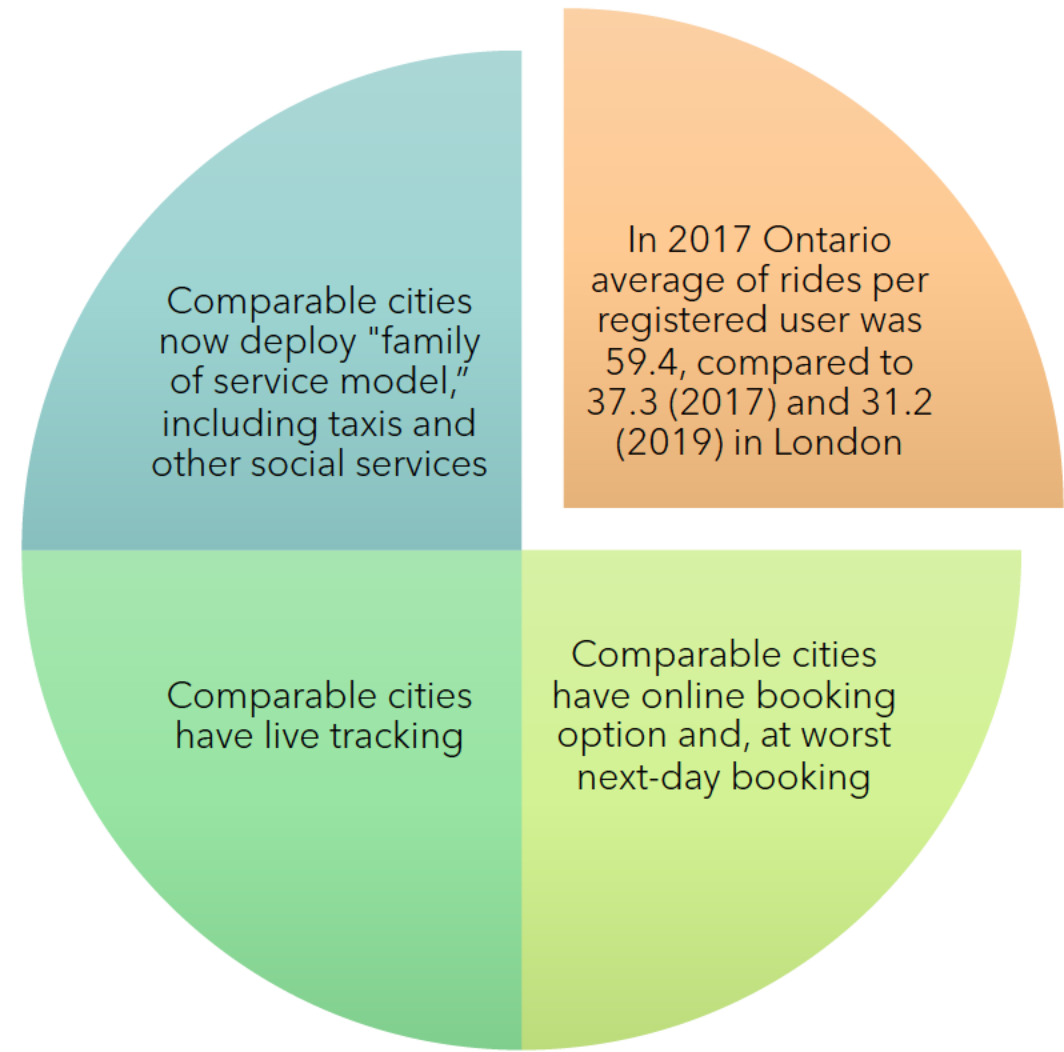 In 2017 Ontario
average of rides per
registered user was
59.4, compared to
37.3 (2017) and 31.2
(2019) in London
Comparable cities
now deploy "family
of service model,”
including taxis and
other social services
Comparable cities
have live tracking
Comparable cities
have online booking
option and, at worst
next-day booking